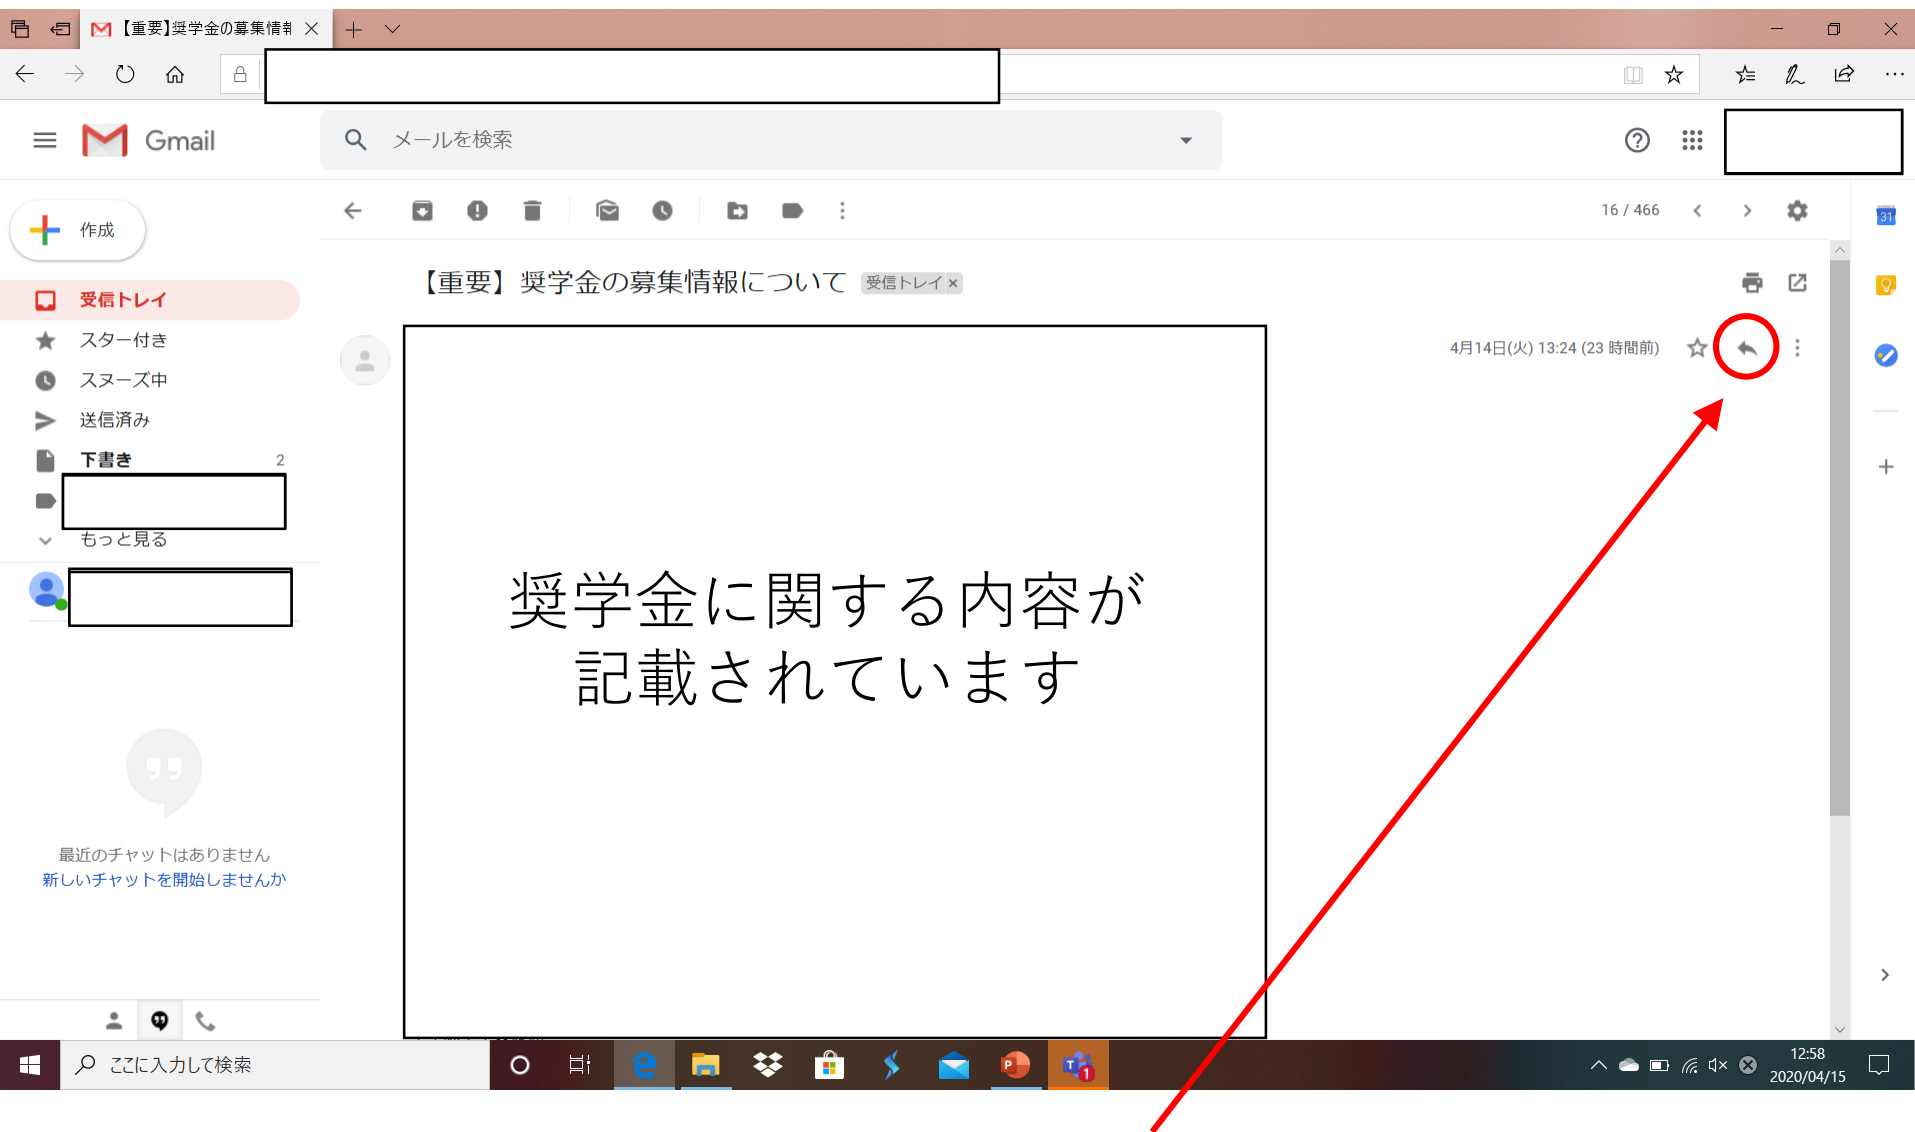 【重要】奨学金の募集情報
Gmail
メールを検索
作成
16 / 466
31
受信トレイ
スター付き
スヌーズ中
送信済み
下書き 2
もっと見る
【重要】奨学金の募集情報について 受信トレイ ×
4月14日(火) 13:24 (23 時間前)
奨学金に関する内容が
記載されています
最近のチャットはありません
新しいチャットを開始しませんか
ここに入力して検索
12:58
2020/04/15